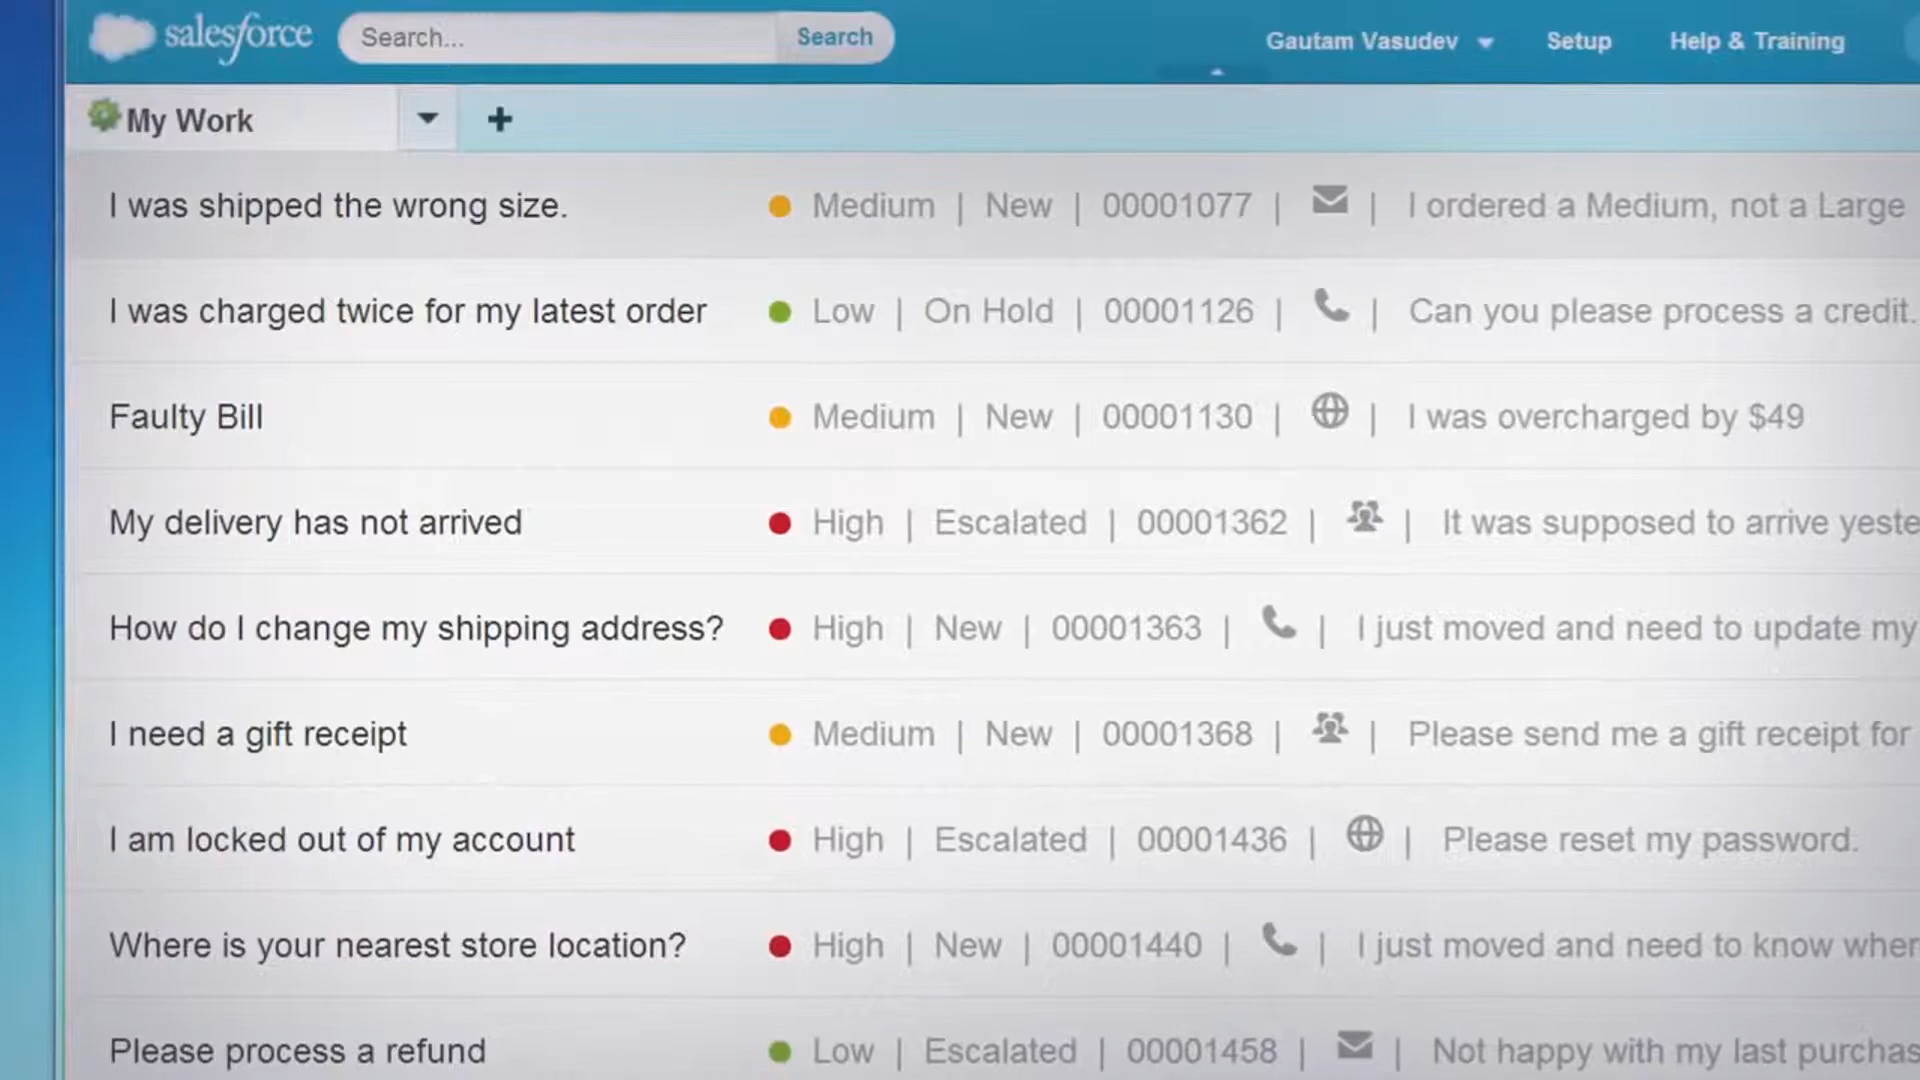 salesforce Search... Search Gautam Vasudev Setup Help & Training
My Work
I was shipped the wrong size. Medium | New | 00001077 | | I ordered a Medium, not a Large
I was charged twice for my latest order Low | On Hold | 00001126 | | Can you please process a credit.
Faulty Bill Medium | New | 00001130 | | I was overcharged by $49
My delivery has not arrived High | Escalated | 00001362 | | It was supposed to arrive yeste
How do I change my shipping address? High | New | 00001363 | | I just moved and need to update my
I need a gift receipt Medium | New | 00001368 | | Please send me a gift receipt for
I am locked out of my account High | Escalated | 00001436 | | Please reset my password.
Where is your nearest store location? High | New | 00001440 | | I just moved and need to know wher
Please process a refund Low | Escalated | 00001458 | | Not happy with my last purchas